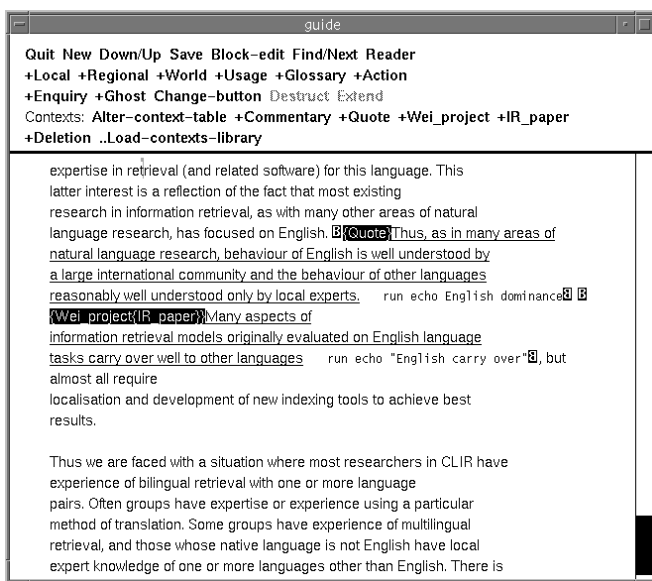 guide
Quit New Down/Up Save Block-edit Find/Next Reader
+Local +Regional +World +Usage +Glossary +Action
+Enquiry +Ghost Change-button Destruct Extend
Contexts: Alter-context-table +Commentary +Quote +Wei_project +IR_paper
+Deletion ..Load-contexts-library
expertise in retrieval (and related software) for this language. This
latter interest is a reflection of the fact that most existing
research in information retrieval, as with many other areas of natural
language research, has focused on English. B{Quote}Thus, as in many areas of
natural language research, behaviour of English is well understood by
a large international community and the behaviour of other languages
reasonably well understood only by local experts. run echo English dominanceB B
{Wei_project{IR_paper}}Many aspects of
information retrieval models originally evaluated on English language
tasks carry over well to other languages run echo "English carry over"B, but
almost all require
localisation and development of new indexing tools to achieve best
results.
Thus we are faced with a situation where most researchers in CLIR have
experience of bilingual retrieval with one or more language
pairs. Often groups have expertise or experience using a particular
method of translation. Some groups have experience of multilingual
retrieval, and those whose native language is not English have local
expert knowledge of one or more languages other than English. There is